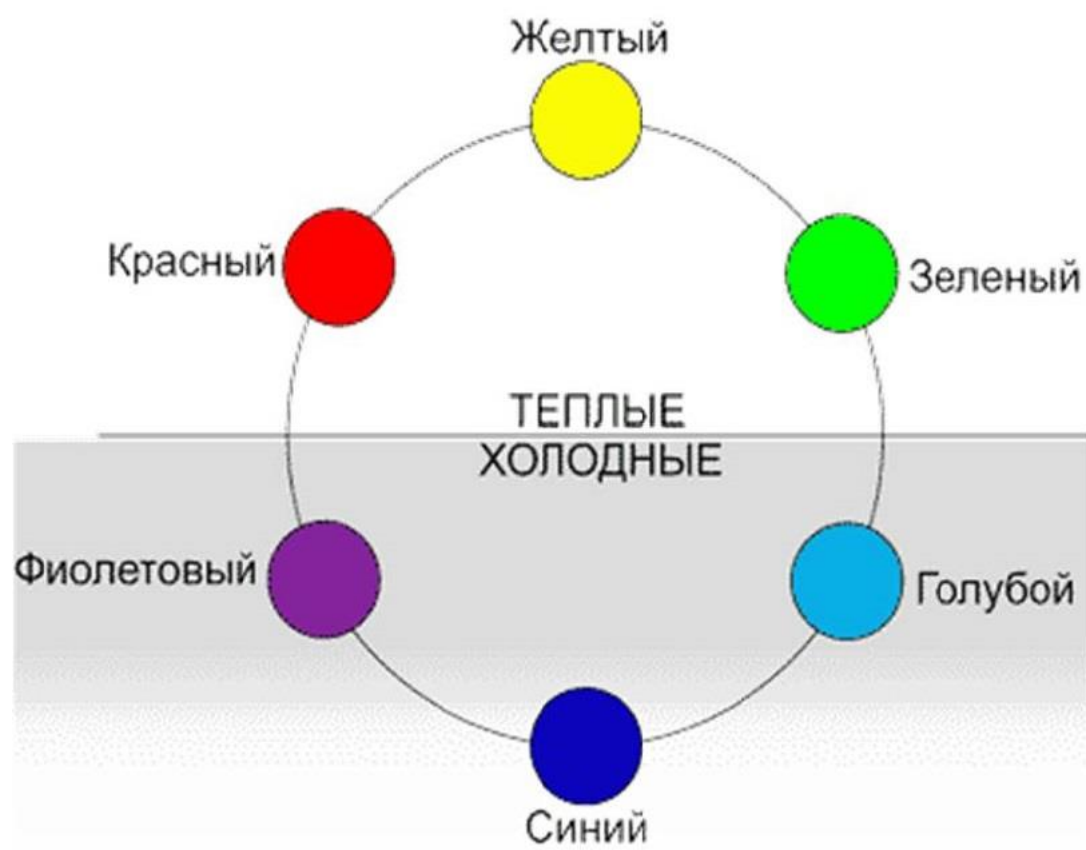 Желтый
Красный
Зеленый
ТЕПЛЫЕ
ХОЛОДНЫЕ
Фиолетовый
Голубой
Синий